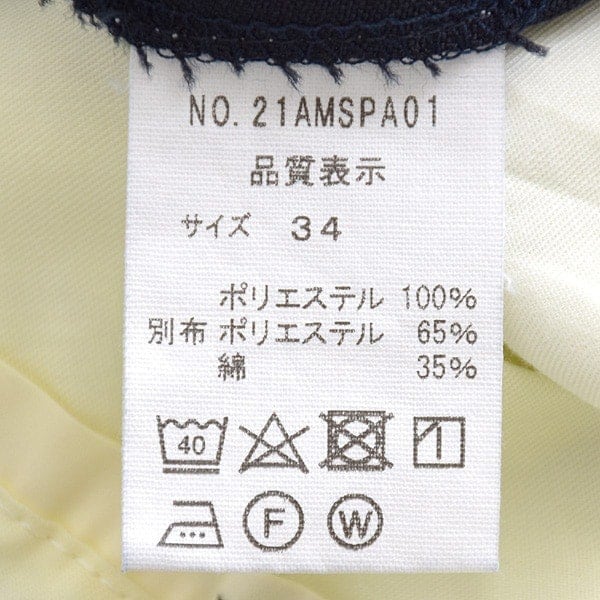 NO. 21AMSPA01
品質表示
サイズ 34
ポリエステル 100%
別布 ポリエステル 65%
綿 35%
40
F W